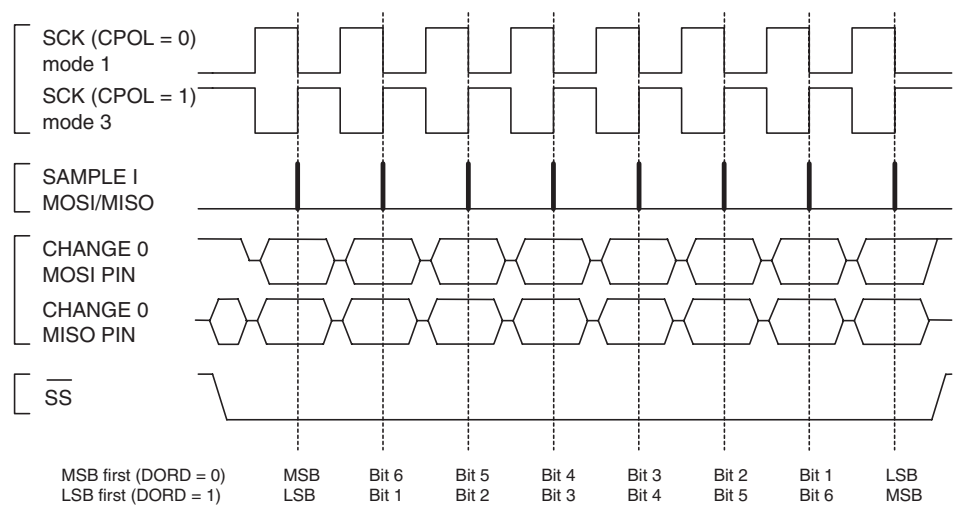 SCK (CPOL = 0)
mode 1
SCK (CPOL = 1)
mode 3
SAMPLE I
MOSI/MISO
CHANGE 0
MOSI PIN
CHANGE 0
MISO PIN
SS
MSB first (DORD = 0) MSB Bit 6 Bit 5 Bit 4 Bit 3 Bit 2 Bit 1 LSB
LSB first (DORD = 1) LSB Bit 1 Bit 2 Bit 3 Bit 4 Bit 5 Bit 6 MSB